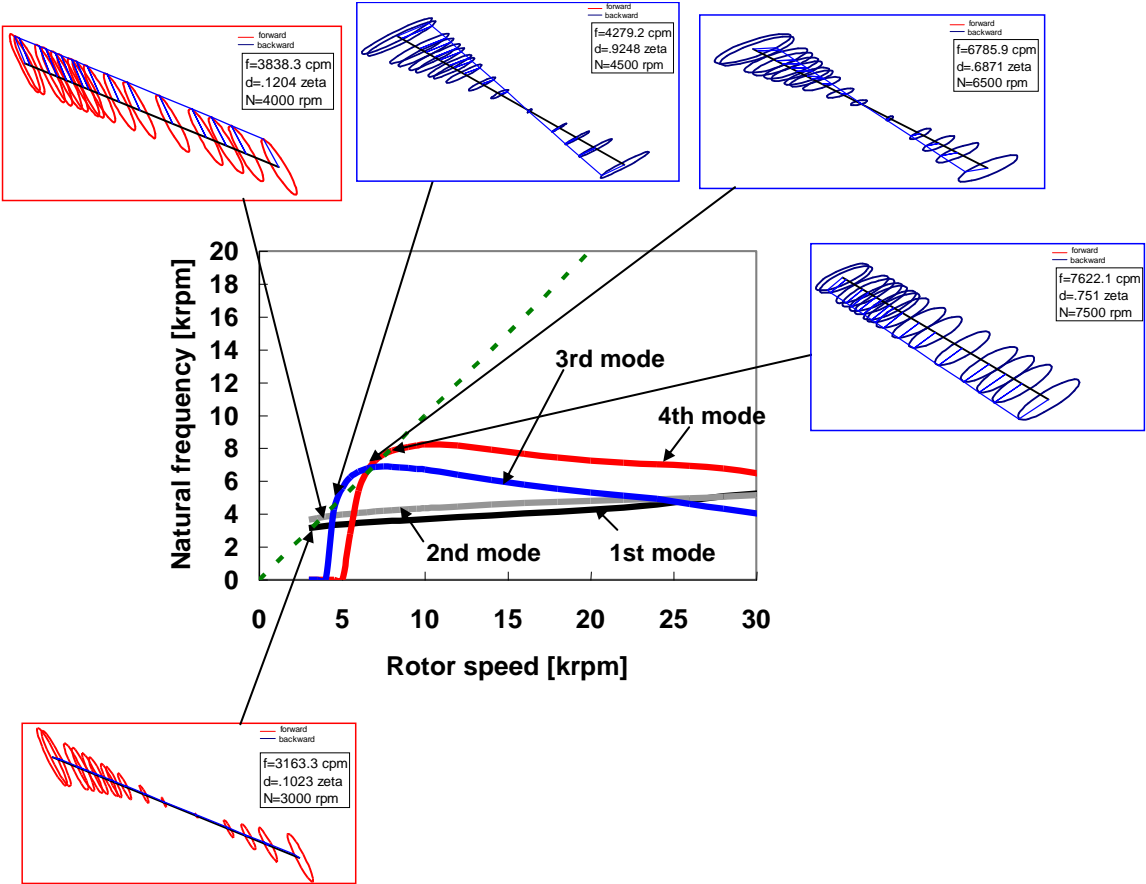 forward
backward
f=3838.3 cpm
d=.1204 zeta
N=4000 rpm
forward
backward
f=4279.2 cpm
d=.9248 zeta
N=4500 rpm
forward
backward
f=6785.9 cpm
d=.6871 zeta
N=6500 rpm
forward
backward
f=7622.1 cpm
d=.751 zeta
N=7500 rpm
Natural frequency [krpm]
20
18
16
14
12
10
8
6
4
2
0
3rd mode
4th mode
2nd mode
1st mode
0 5 10 15 20 25 30
Rotor speed [krpm]
forward
backward
f=3163.3 cpm
d=.1023 zeta
N=3000 rpm